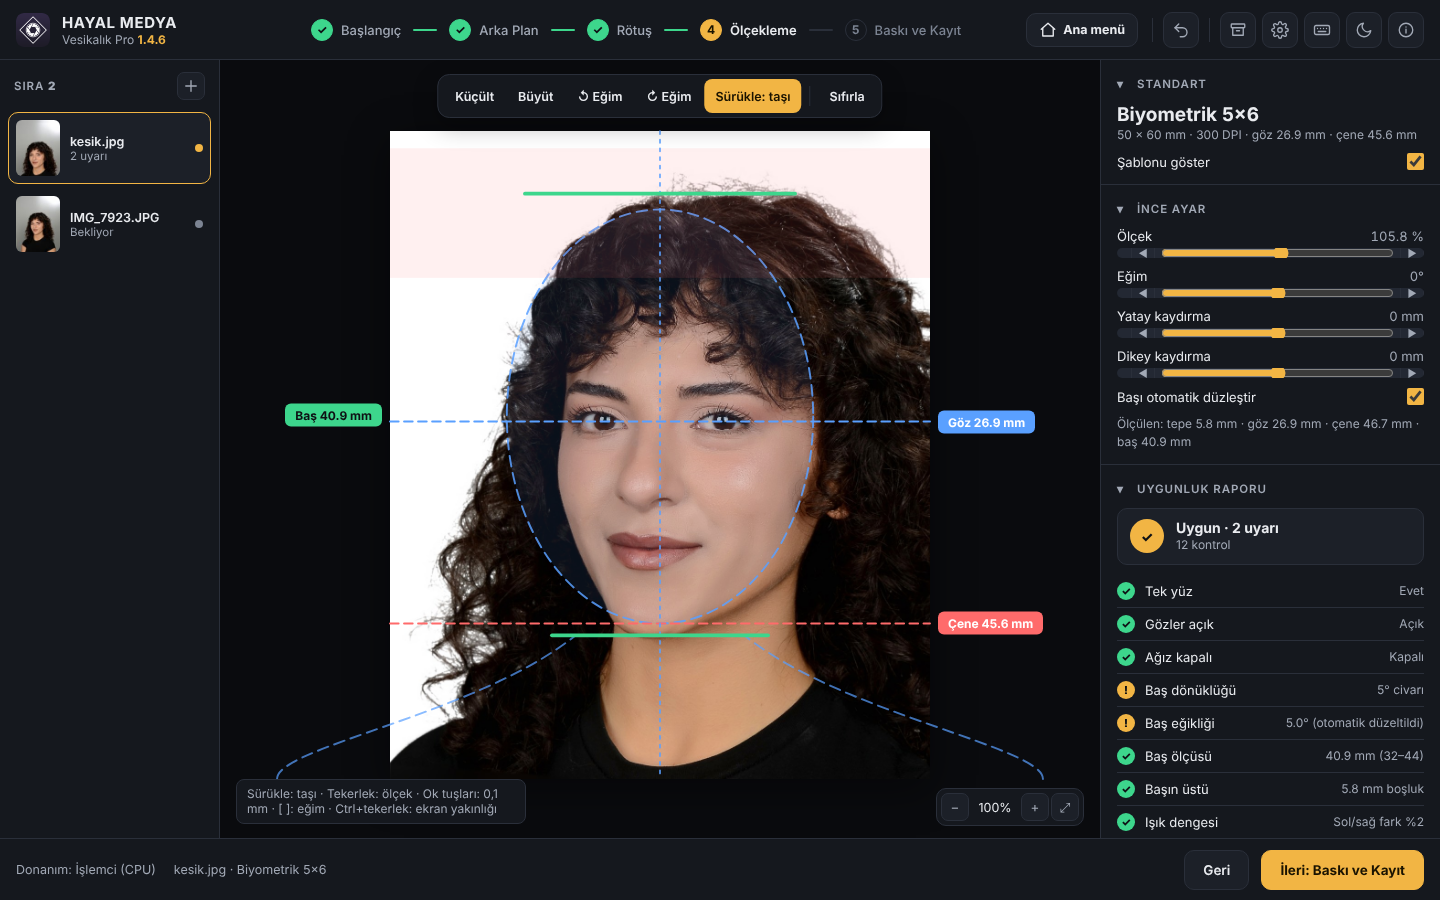 HAYAL MEDYA
Vesikalık Pro 1.4.6
Başlangıç
Arka Plan
Rötuş
4 Ölçekleme
5 Baskı ve Kayıt
Ana menü
SIRA 2
kesik.jpg
2 uyarı
IMG_7923.JPG
Bekliyor
Küçült
Büyüt
Eğim
Eğim
Sürükle: taşı
Sıfırla
Baş 40.9 mm
Göz 26.9 mm
Çene 45.6 mm
Sürükle: taşı · Tekerlek: ölçek · Ok tuşları: 0,1
mm · [ ]: eğim · Ctrl+tekerlek: ekran yakınlığı
− 100% +
STANDART
Biyometrik 5×6
50 × 60 mm · 300 DPI · göz 26.9 mm · çene 45.6 mm
Şablonu göster
İNCE AYAR
Ölçek 105.8 %
Eğim 0°
Yatay kaydırma 0 mm
Dikey kaydırma 0 mm
Başı otomatik düzleştir
Ölçülen: tepe 5.8 mm · göz 26.9 mm · çene 46.7 mm ·
baş 40.9 mm
UYGUNLUK RAPORU
Uygun · 2 uyarı
12 kontrol
Tek yüz Evet
Gözler açık Açık
Ağız kapalı Kapalı
Baş dönüklüğü 5° civarı
Baş eğikliği 5.0° (otomatik düzeltildi)
Baş ölçüsü 40.9 mm (32–44)
Başın üstü 5.8 mm boşluk
Işık dengesi Sol/sağ fark %2
Donanım: İşlemci (CPU) kesik.jpg · Biyometrik 5×6
Geri
İleri: Baskı ve Kayıt